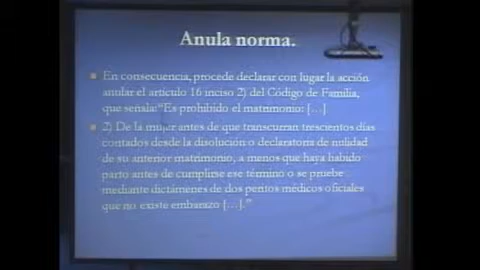 Anula norma.
En consecuencia, procede declarar con lugar la acción
anular el artículo 16 inciso 2) del Código de Familia,
que señala:“Es prohibido el matrimonio: […]
2) De la mujer antes de que transcurran trescientos días
contados desde la disolución o declaratoria de nulidad
de su anterior matrimonio, a menos que haya habido
parto antes de cumplirse ese término o se pruebe
mediante dictámenes de dos peritos médicos oficiales
que no existe embarazo […].”